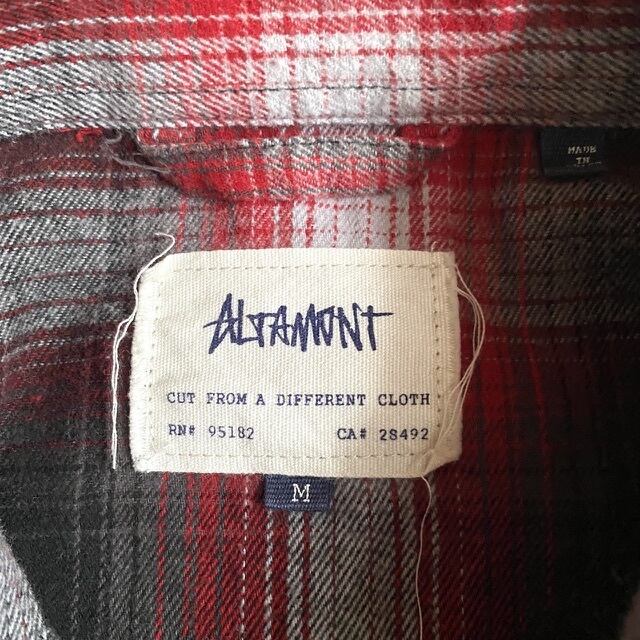 MADE
IN
ALTAMONT
CUT FROM A DIFFERENT CLOTH
RN# 95182 CA# 28492
M